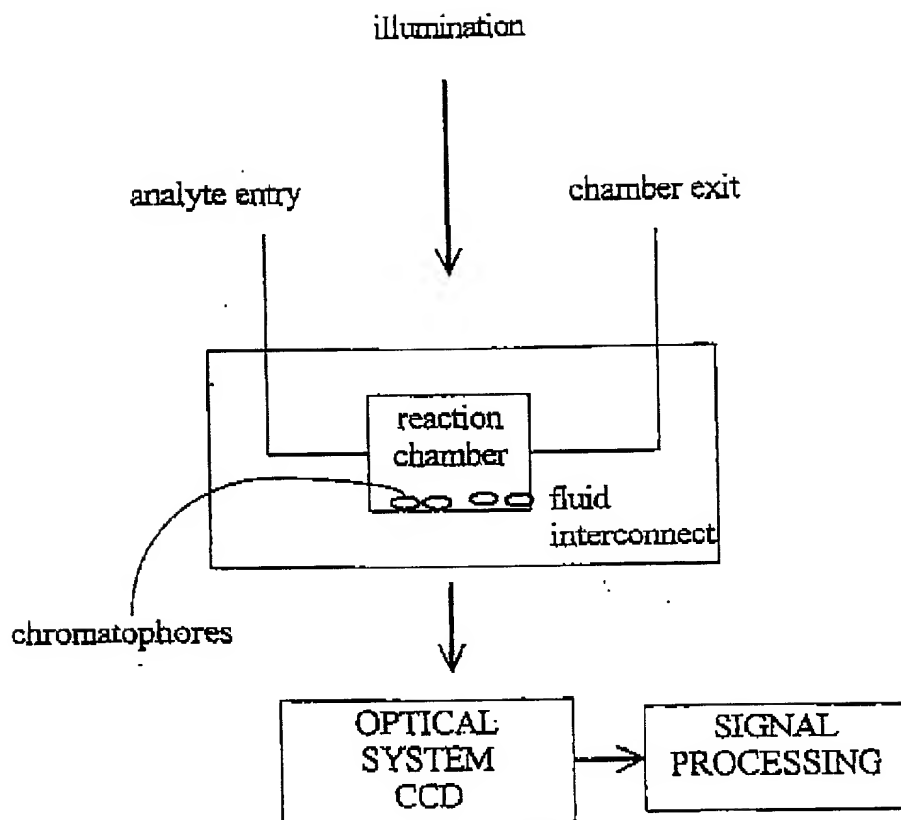 illumination
analyte entry
chamber exit
reaction
chamber
fluid
interconnect
chromatophores
OPTICAL
SYSTEM
CCD
SIGNAL
PROCESSING